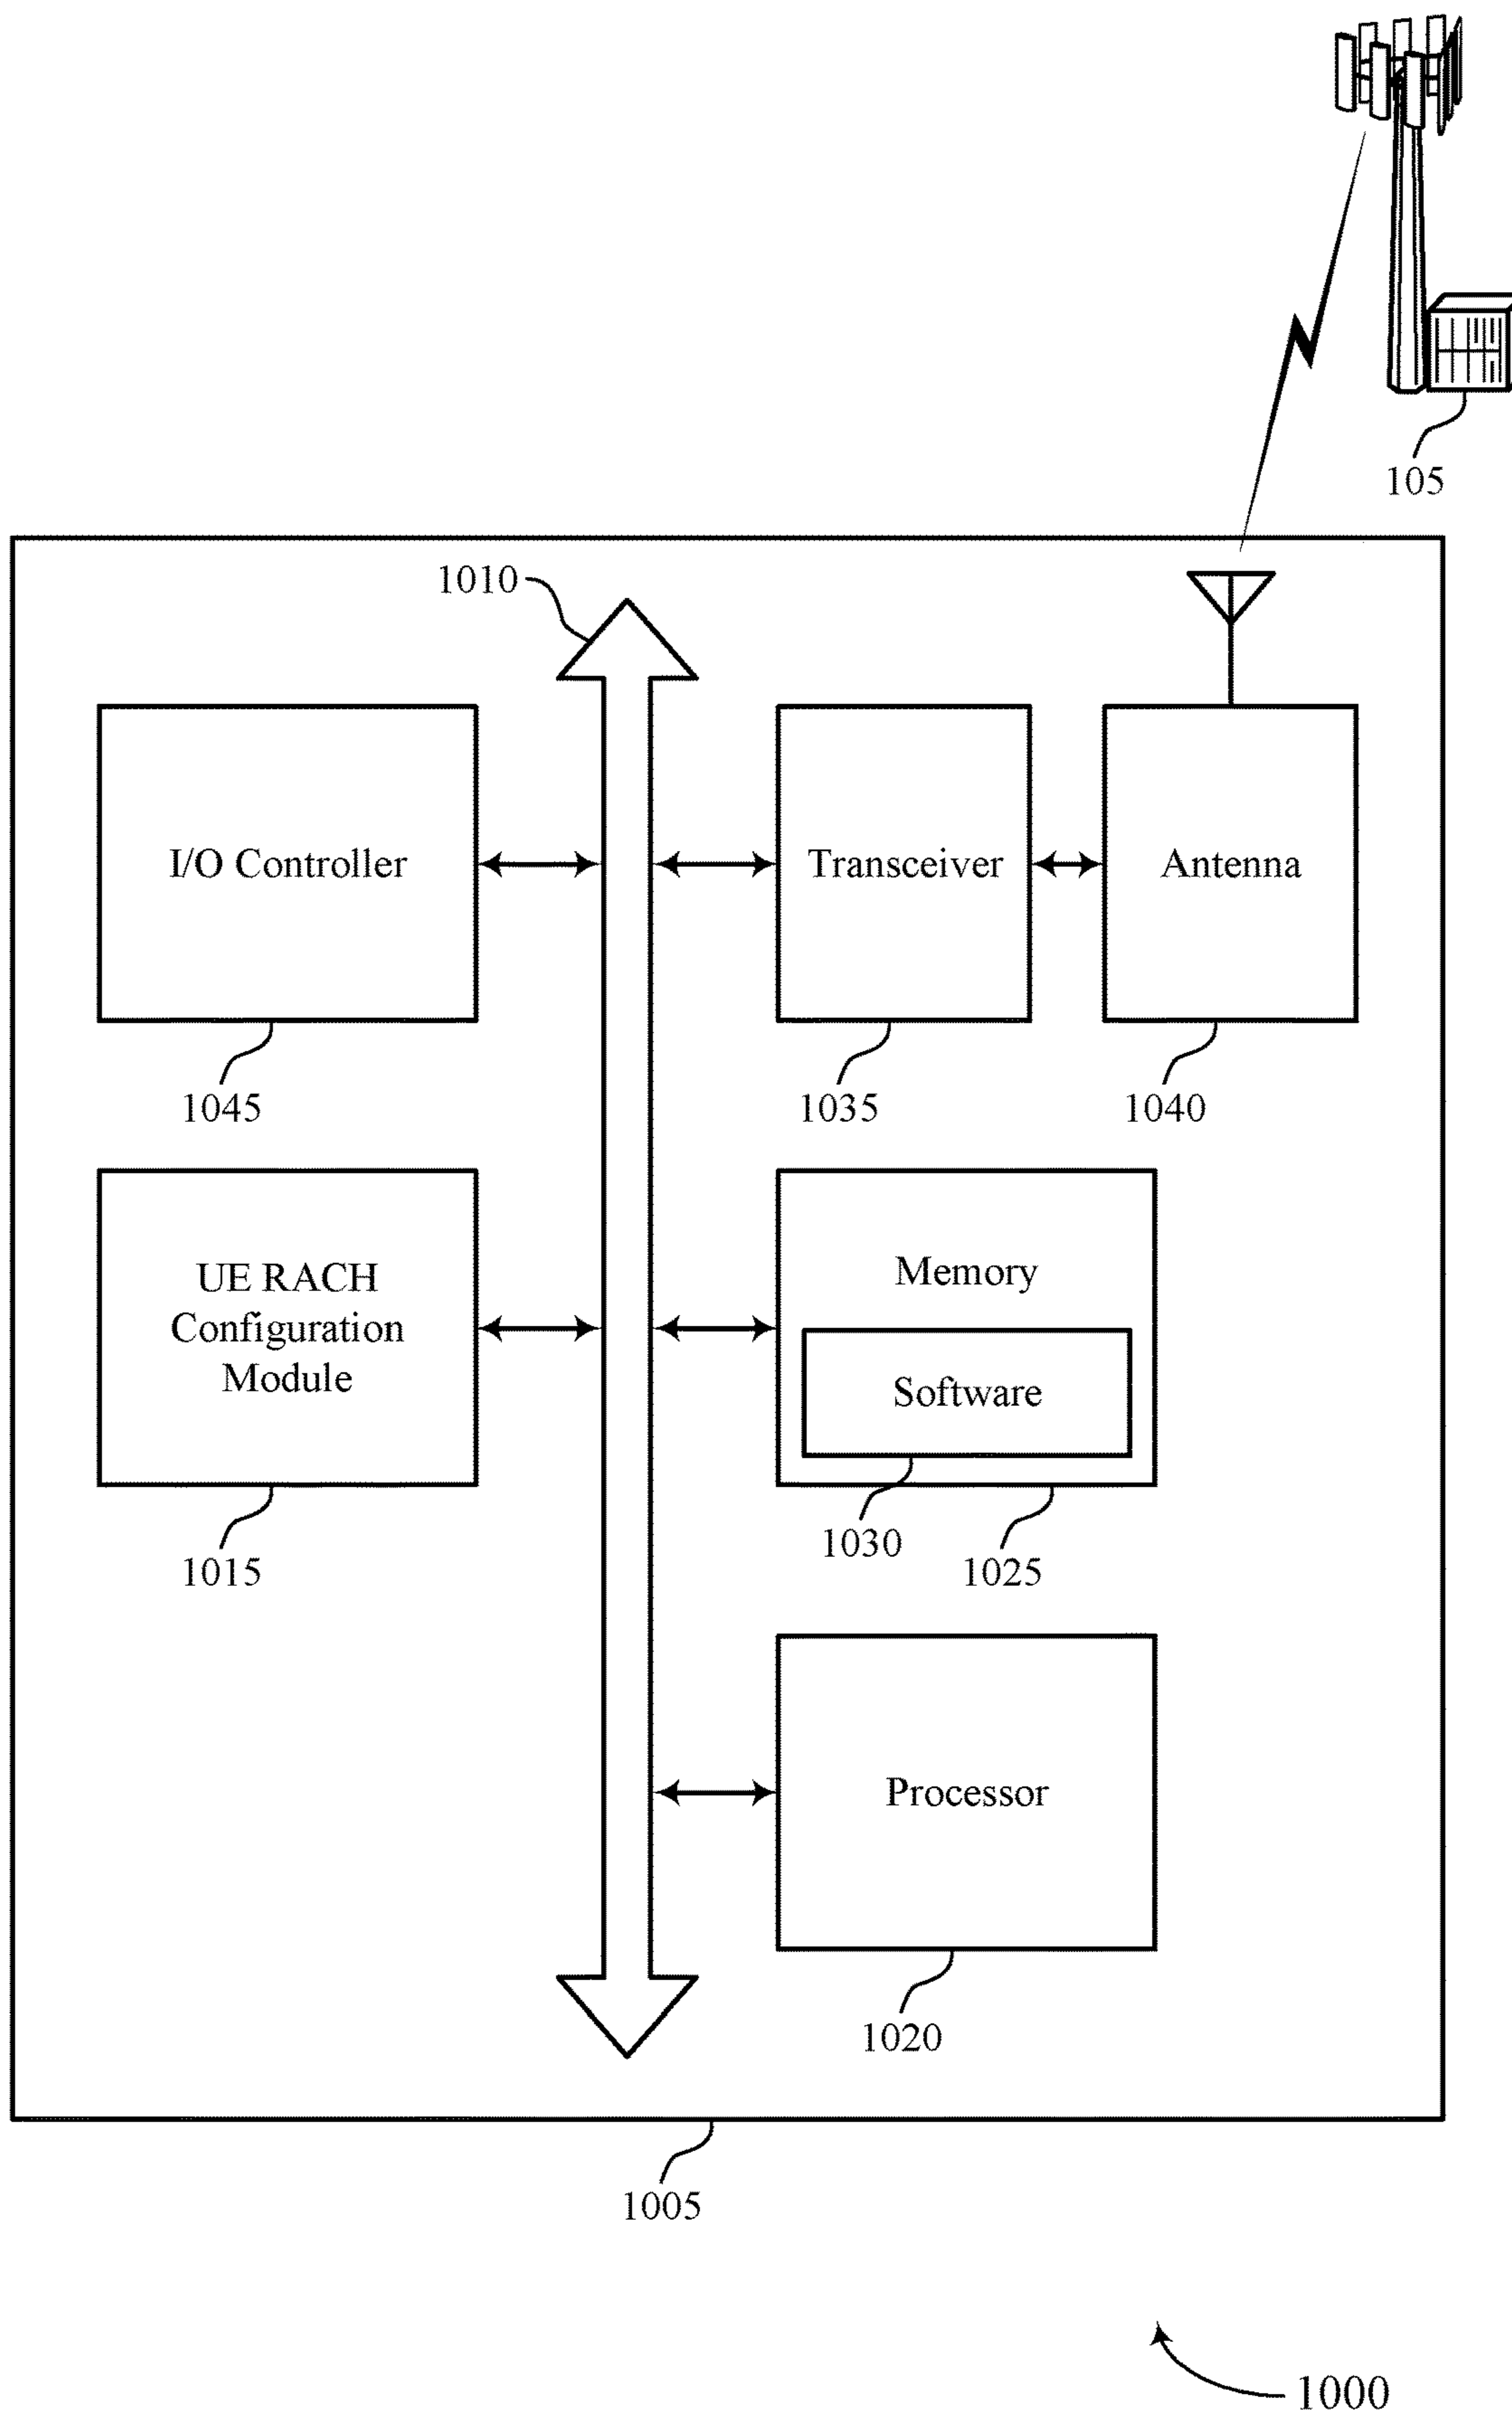 105
1010
I/O Controller
Transceiver
Antenna
1045
1035
1040
UE RACH
Configuration
Module
Memory
Software
1030
1025
1015
Processor
1020
1005
1000